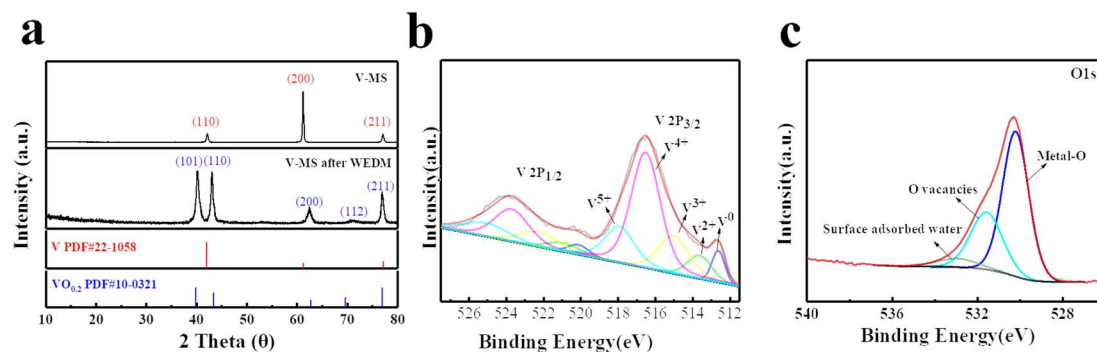 a
Intensity (a.u.)
V-MS
(110)
(200)
(211)
V-MS after WEDM
(101)
(110)
(200)
(112)
(211)
V PDF#22-1058
VO0.2 PDF#10-0321
10 20 30 40 50 60 70 80
2 Theta (θ)
b
Intensity(a.u.)
V 2P1/2
V 2P3/2
V5+
V4+
V3+
V2+
V0
526 524 522 520 518 516 514 512
Binding Energy(eV)
c
Intensity(a.u.)
O1s
Metal-O
O vacancies
Surface adsorbed water
540 536 532 528
Binding Energy(eV)